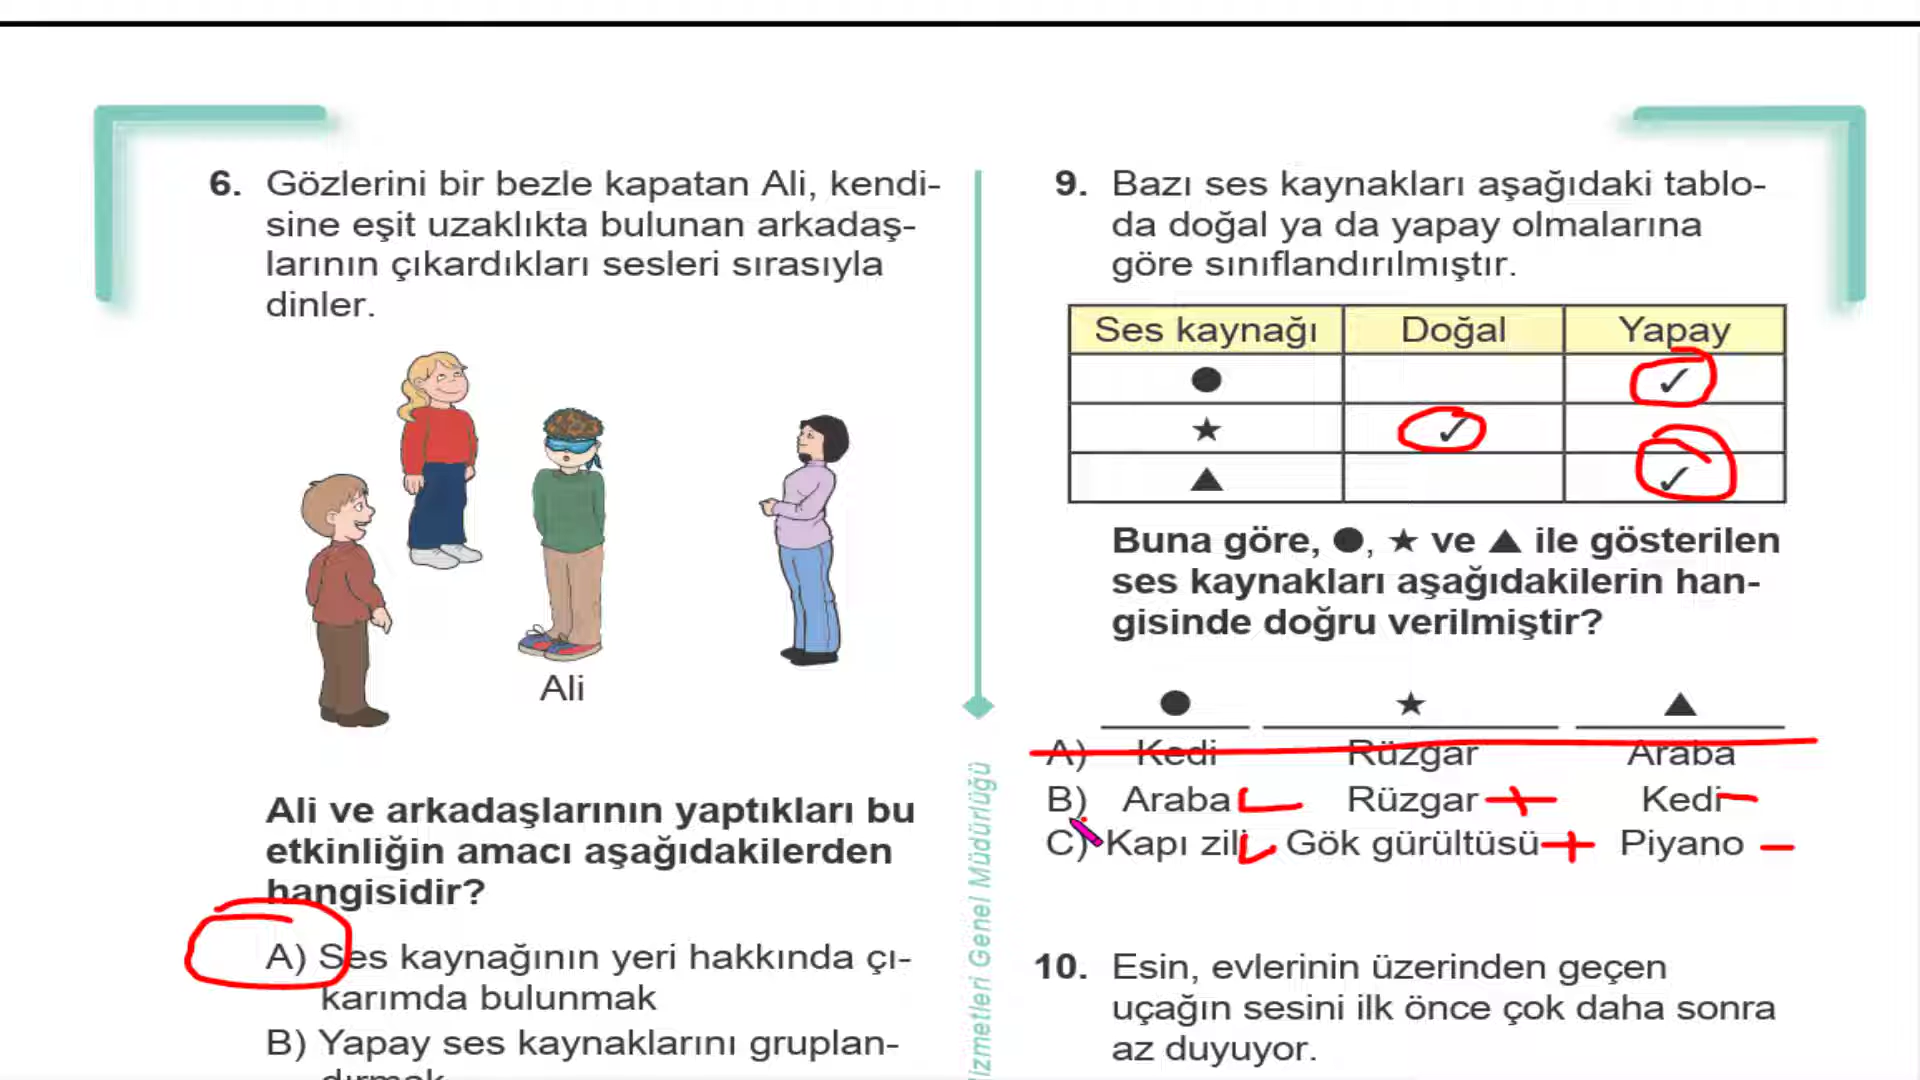 6. Gözlerini bir bezle kapatan Ali, kendi-
sine eşit uzaklıkta bulunan arkadaş-
larının çıkardıkları sesleri sırasıyla
dinler.
Ali
Ali ve arkadaşlarının yaptıkları bu
etkinliğin amacı aşağıdakilerden
hangisidir?
A) Ses kaynağının yeri hakkında çı-
karımda bulunmak
B) Yapay ses kaynaklarını gruplan-
dırmak
izmetleri Genel Müdürlüğü
9. Bazı ses kaynakları aşağıdaki tablo-
da doğal ya da yapay olmalarına
göre sınıflandırılmıştır.
Ses kaynağı Doğal Yapay
● ✓
★ ✓
▲ ✓
Buna göre, ●, ★ ve ▲ ile gösterilen
ses kaynakları aşağıdakilerin han-
gisinde doğru verilmiştir?
● ★ ▲
A) Kedi Rüzgar Araba
B) Araba Rüzgar Kedi
C) Kapı zili Gök gürültüsü Piyano
10. Esin, evlerinin üzerinden geçen
uçağın sesini ilk önce çok daha sonra
az duyuyor.